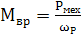 Mвр = Pмех / ωР